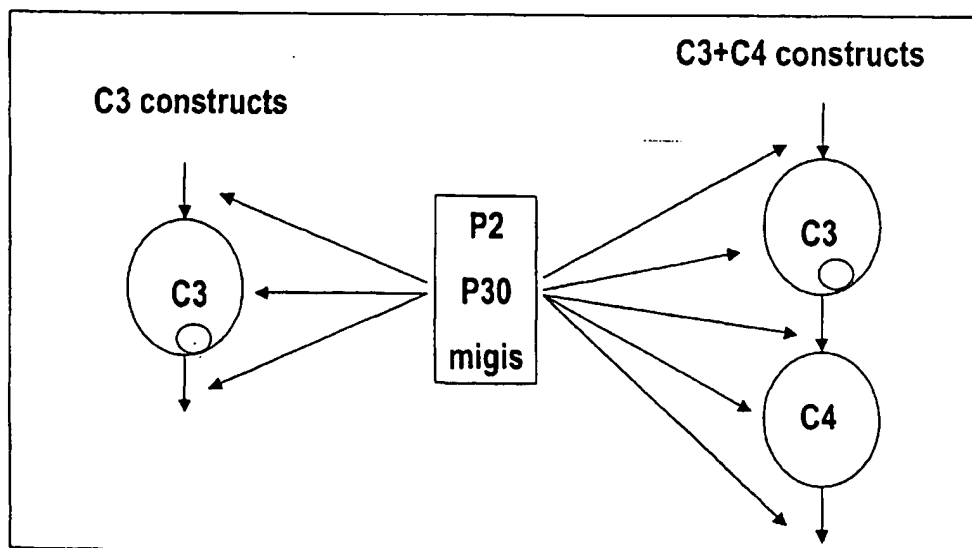 C3 constructs
C3
P2
P30
migis
C3+C4 constructs
C3
C4